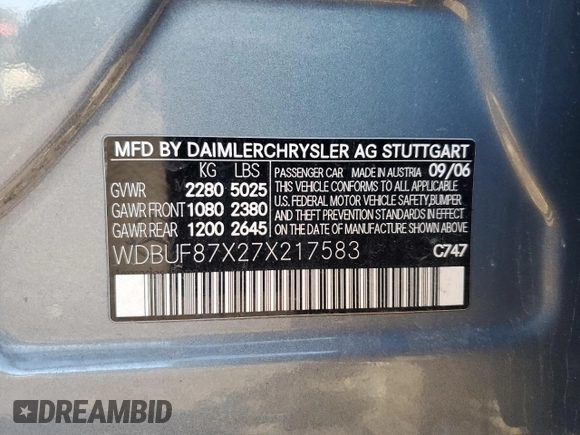 MFD BY DAIMLERCHRYSLER AG STUTTGART
KG LBS
GVWR 2280 5025
GAWR FRONT 1080 2380
GAWR REAR 1200 2645
PASSENGER CAR MADE IN AUSTRIA 09/06
THIS VEHICLE CONFORMS TO ALL APPLICABLE
U.S. FEDERAL MOTOR VEHICLE SAFETY,BUMPER
AND THEFT PREVENTION STANDARDS IN EFFECT
ON THE DATE OF MANUFACTURE SHOWN ABOVE.
WDBUF87X27X217583 C747
DREAMBID